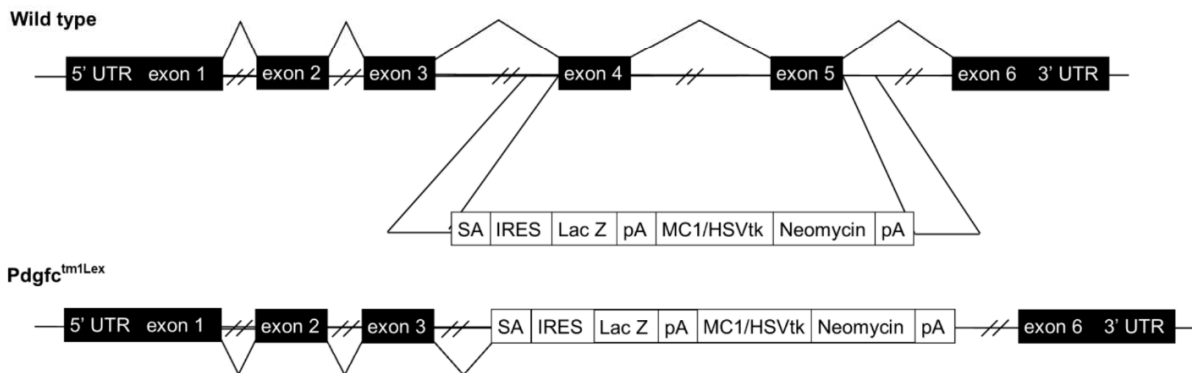 Wild type
5' UTR exon 1 exon 2 exon 3 exon 4 exon 5 exon 6 3' UTR
SA IRES Lac Z pA MC1/HSVtk Neomycin pA
Pdgfc^tm1Lex
5' UTR exon 1 exon 2 exon 3 SA IRES Lac Z pA MC1/HSVtk Neomycin pA exon 6 3' UTR